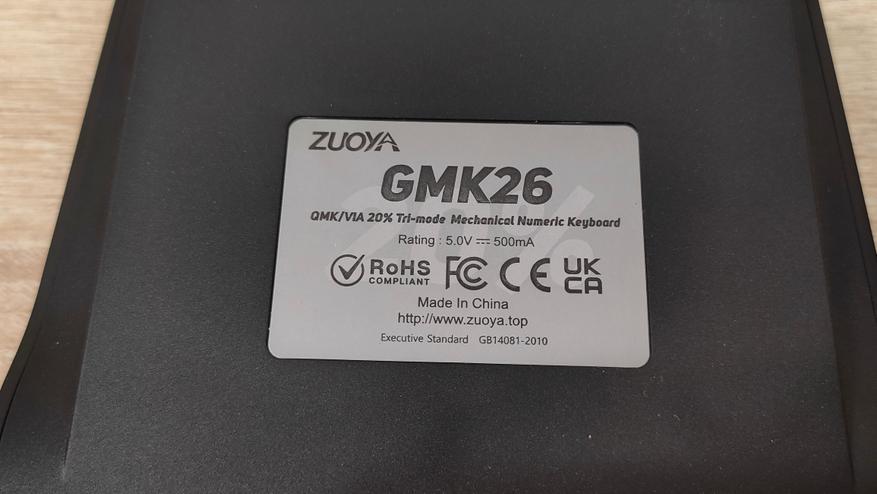 ZUOYA
GMK26
20%
QMK/VIA 20% Tri-mode Mechanical Numeric Keyboard
Rating : 5.0V ⎓ 500mA
RoHS
COMPLIANT
FC CE UK
CA
Made In China
http://www.zuoya.top
Executive Standard GB14081-2010